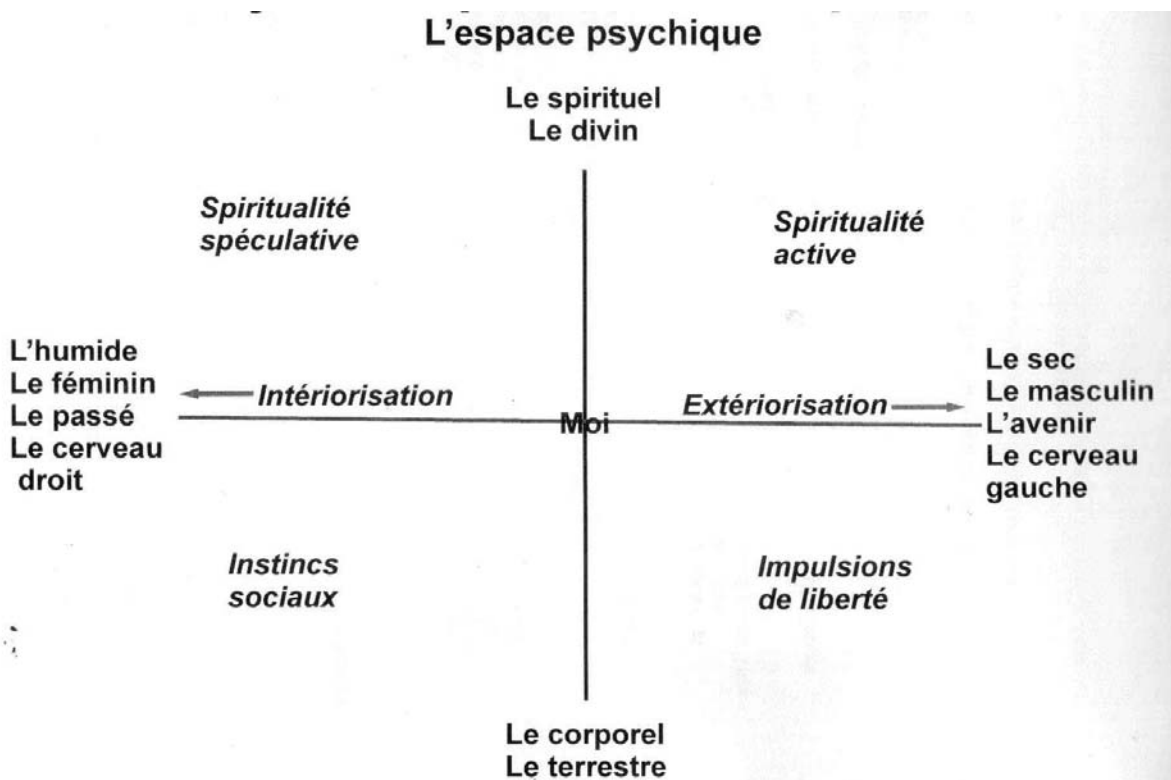 L'espace psychique
Le spirituel
Le divin
Spiritualité
spéculative
Spiritualité
active
L'humide
Le féminin
Le passé
Le cerveau
droit
Intériorisation
Moi
Extériorisation
Le sec
Le masculin
L'avenir
Le cerveau
gauche
Instincs
sociaux
Impulsions
de liberté
Le corporel
Le terrestre